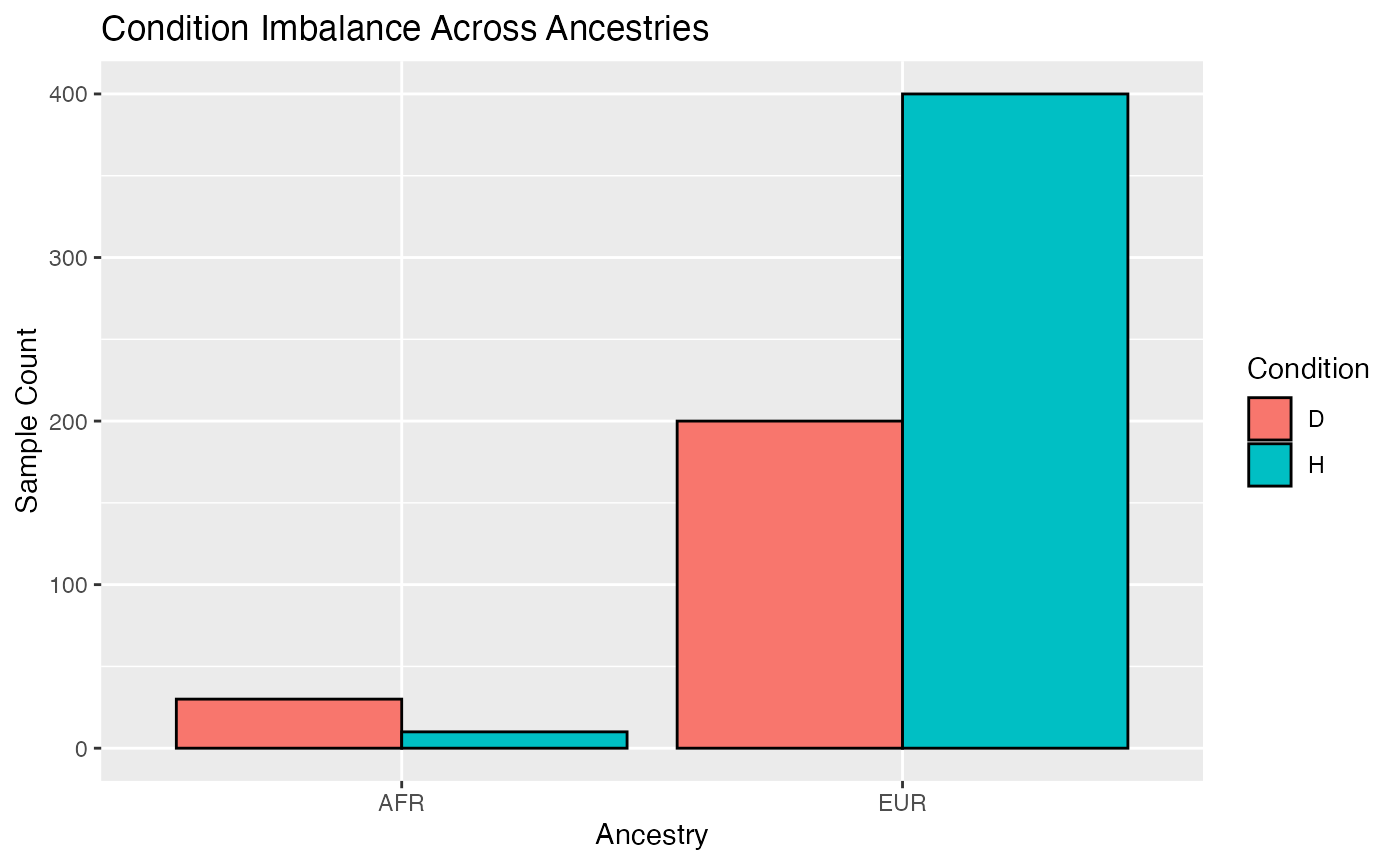 Condition Imbalance Across Ancestries
400
300
200
100
0
Sample Count
AFR
EUR
Ancestry
Condition
D
H